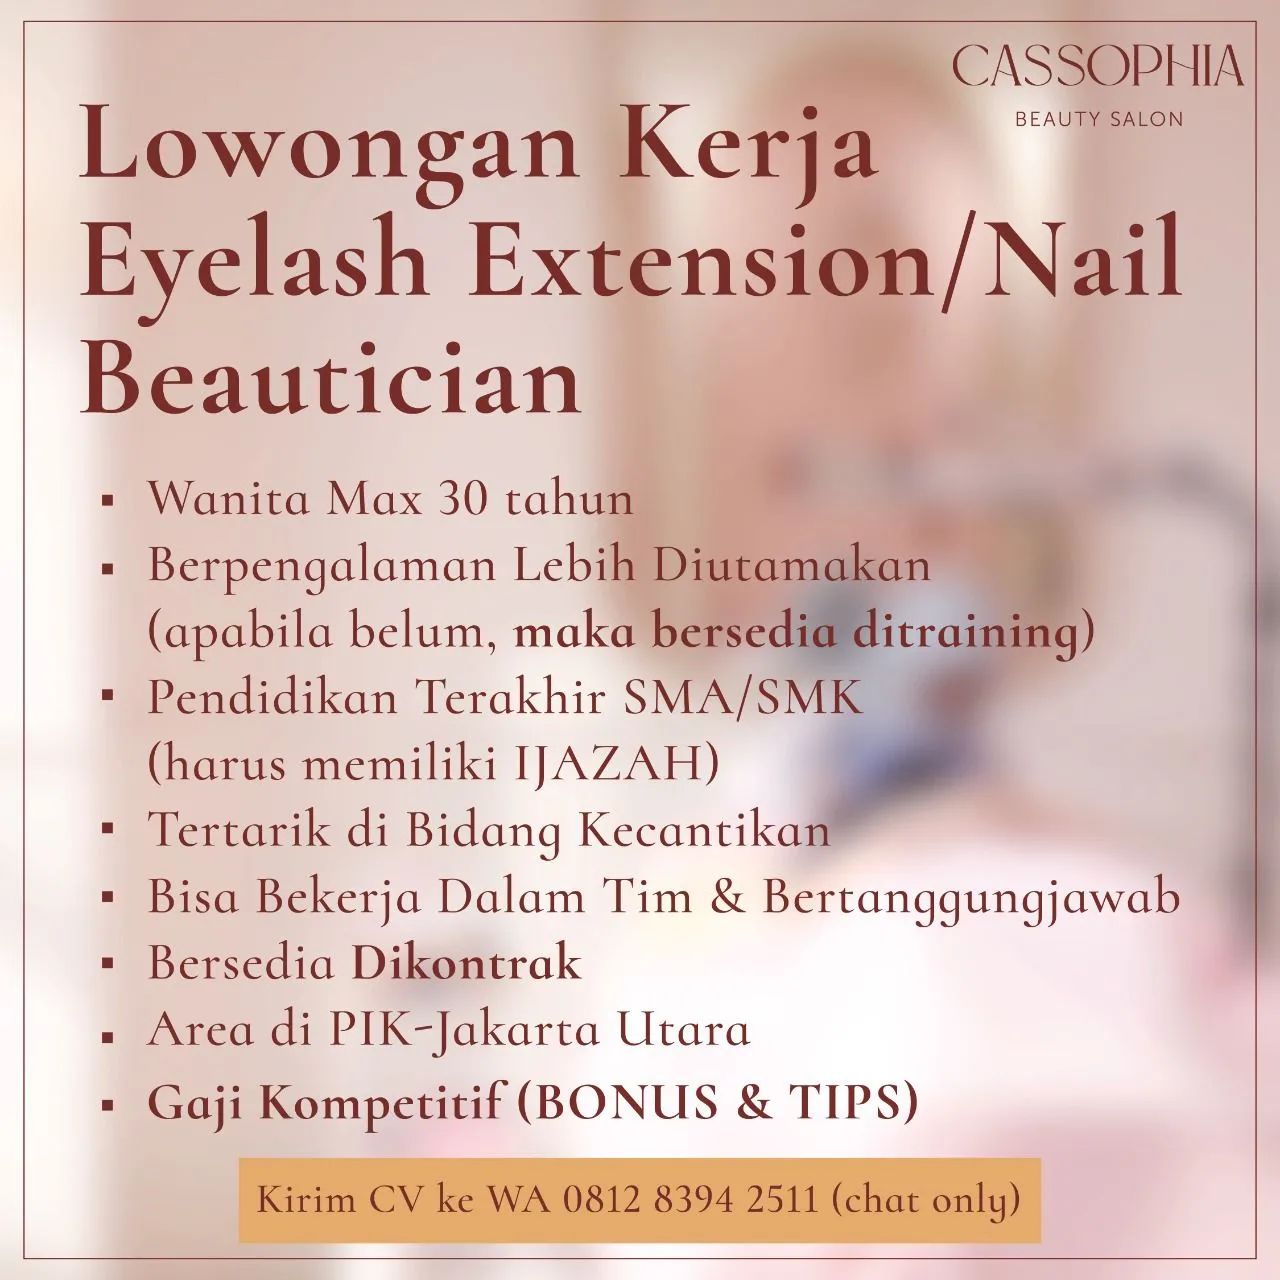 CASSOPHIA
BEAUTY SALON
Lowongan Kerja
Eyelash Extension/Nail
Beautician
▪ Wanita Max 30 tahun
▪ Berpengalaman Lebih Diutamakan
(apabila belum, maka bersedia ditraining)
▪ Pendidikan Terakhir SMA/SMK
(harus memiliki IJAZAH)
▪ Tertarik di Bidang Kecantikan
▪ Bisa Bekerja Dalam Tim & Bertanggungjawab
▪ Bersedia Dikontrak
▪ Area di PIK-Jakarta Utara
▪ Gaji Kompetitif (BONUS & TIPS)
Kirim CV ke WA 0812 8394 2511 (chat only)